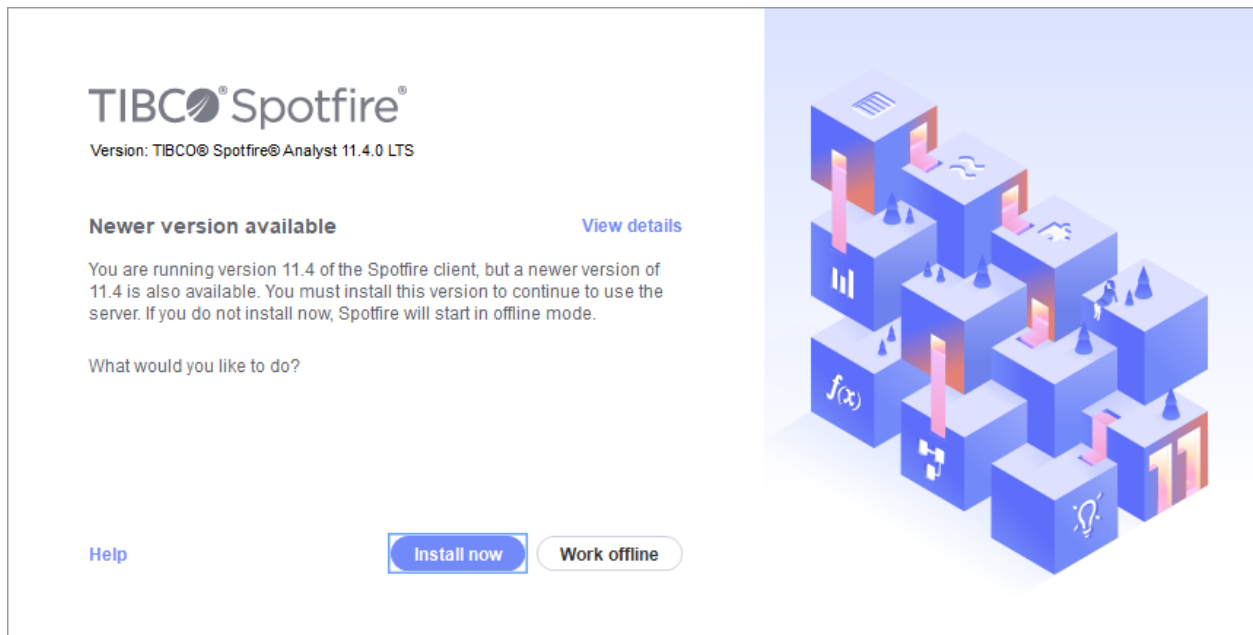 TIBCO® Spotfire®
Version: TIBCO® Spotfire® Analyst 11.4.0 LTS
Newer version available
View details
You are running version 11.4 of the Spotfire client, but a newer version of
11.4 is also available. You must install this version to continue to use the
server. If you do not install now, Spotfire will start in offline mode.
What would you like to do?
Help
Install now
Work offline
f(x)
11